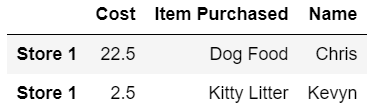 Cost Item Purchased Name
Store 1 22.5 Dog Food Chris
Store 1 2.5 Kitty Litter Kevyn